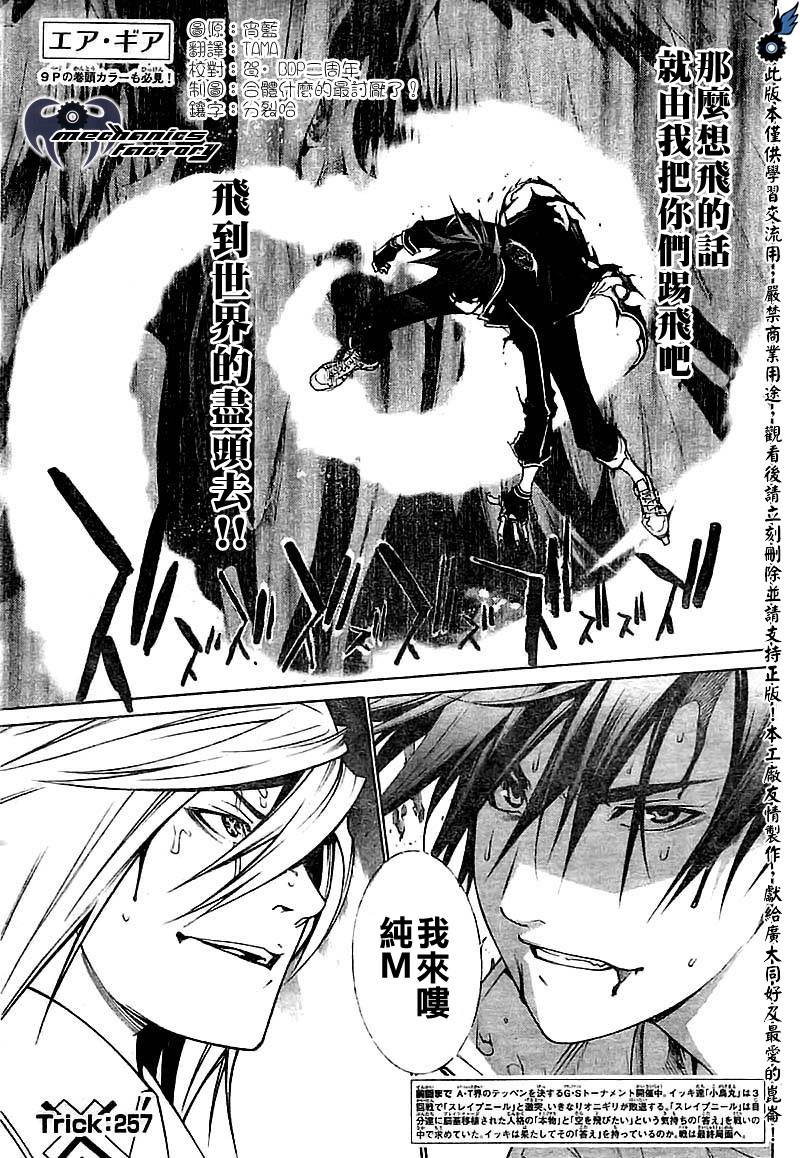 エア・ギア
9Pの巻頭カラーも必見！
mechanics
factory
圖原：宵藍
翻譯：TAMA
校對：賀·BDP三周年
制圖：合體什麼的最討厭了！
鑲字：分裂哈
那麼想飛的話
就由我把你們踢飛吧
飛到世界的盡頭去!!
ズズズズズズ
我來嘍
純M
Trick:257
前回まで A・T界のテッペンを決するG・Sトーナメント開催中。イッキ達「小烏丸」は3
回戦で「スレイプニール」と激突、いきなりオニギリが敗退する。「スレイプニール」は自
分達に脳基移植された人格の「本物」と「空を飛びたい」という気持ちの「答え」を戦いの
中で求めていた。イッキは果たしてその「答え」を持っているのか。戦は最終局面へ。
此版本僅供學習交流用，嚴禁商業用途，觀看後請立刻刪除並請支持正版！本工廠友情製作，獻給廣大同好友最愛的崑崙！